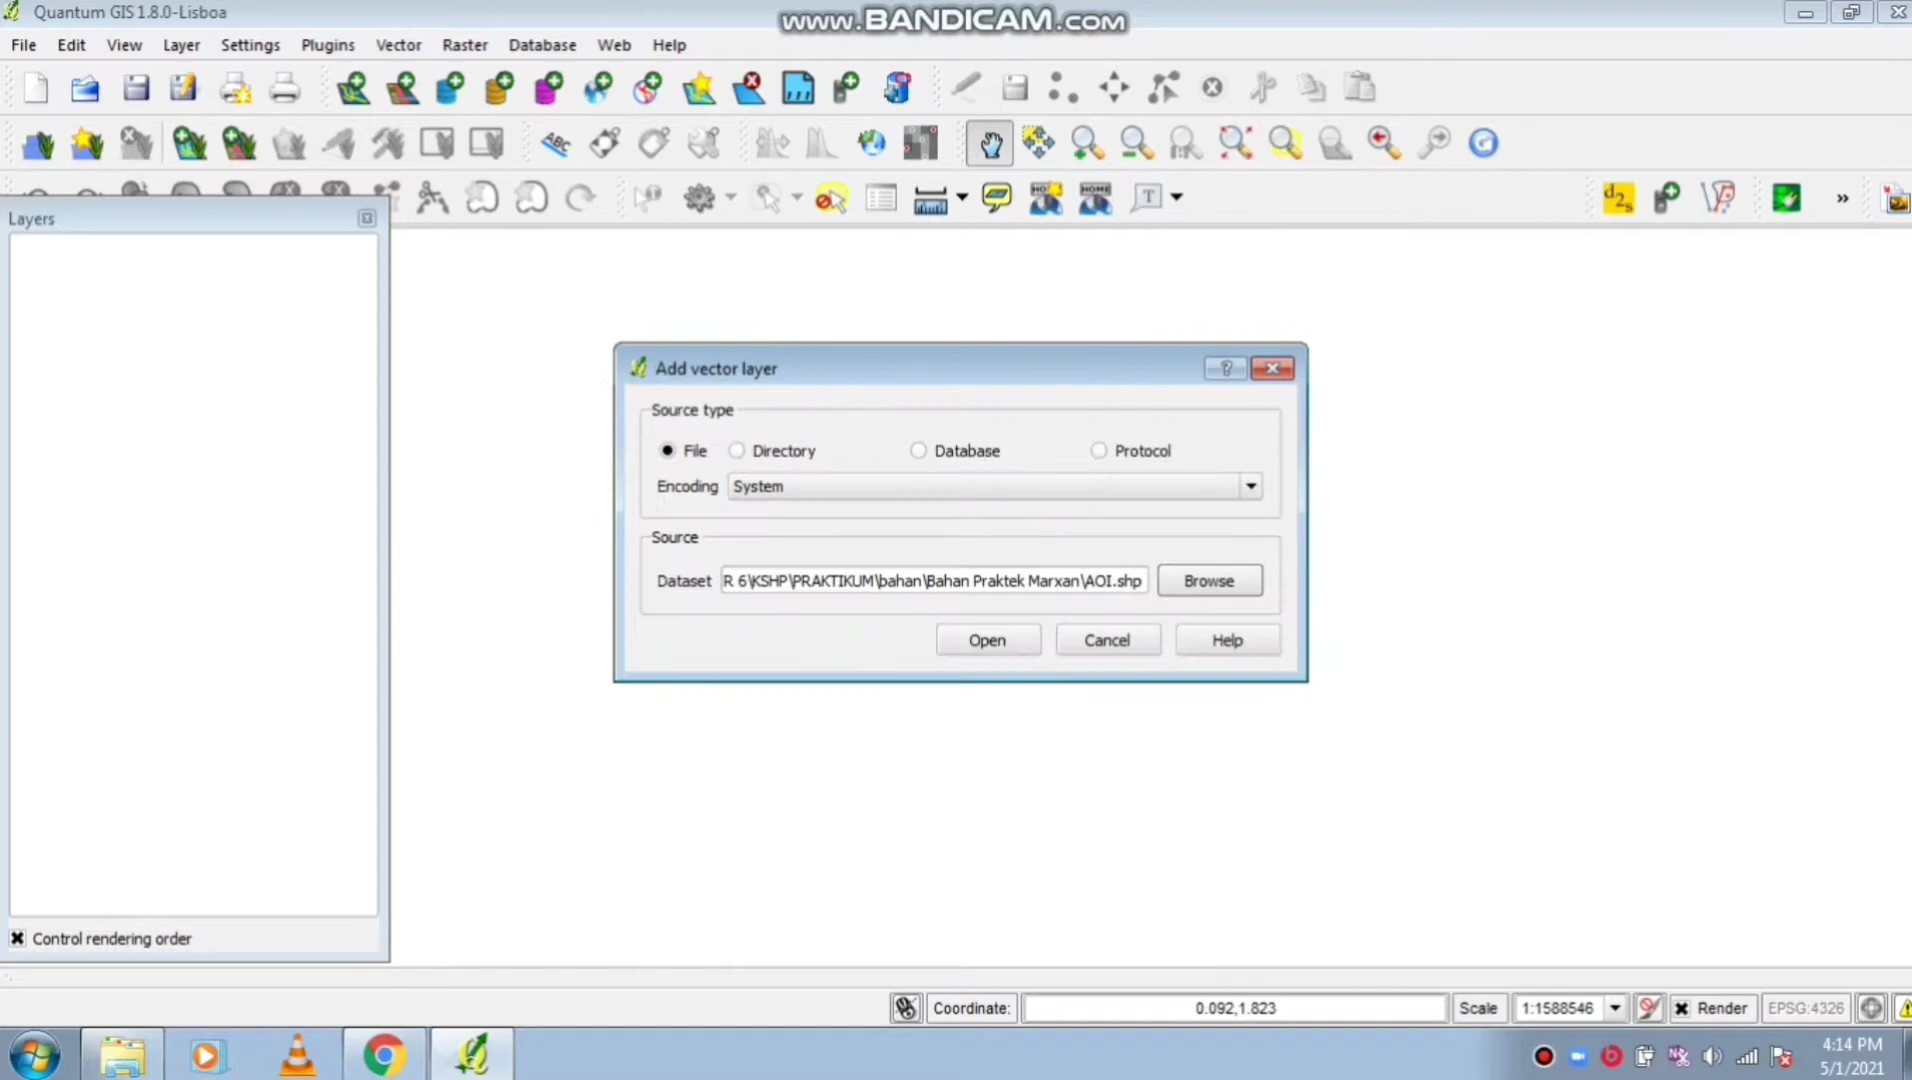 Quantum GIS 1.8.0-Lisboa
www.BANDICAM.com
File Edit View Layer Settings Plugins Vector Raster Database Web Help
ABC
T
d2s
»
Layers
Add vector layer
?
Source type
File Directory Database Protocol
Encoding System
Source
Dataset R 6\KSHP\PRAKTIKUM\bahan\Bahan Praktek Marxan\AOI.shp Browse
Open Cancel Help
Control rendering order
Coordinate: 0.092,1.823 Scale 1:1588546 Render EPSG:4326
4:14 PM
5/1/2021